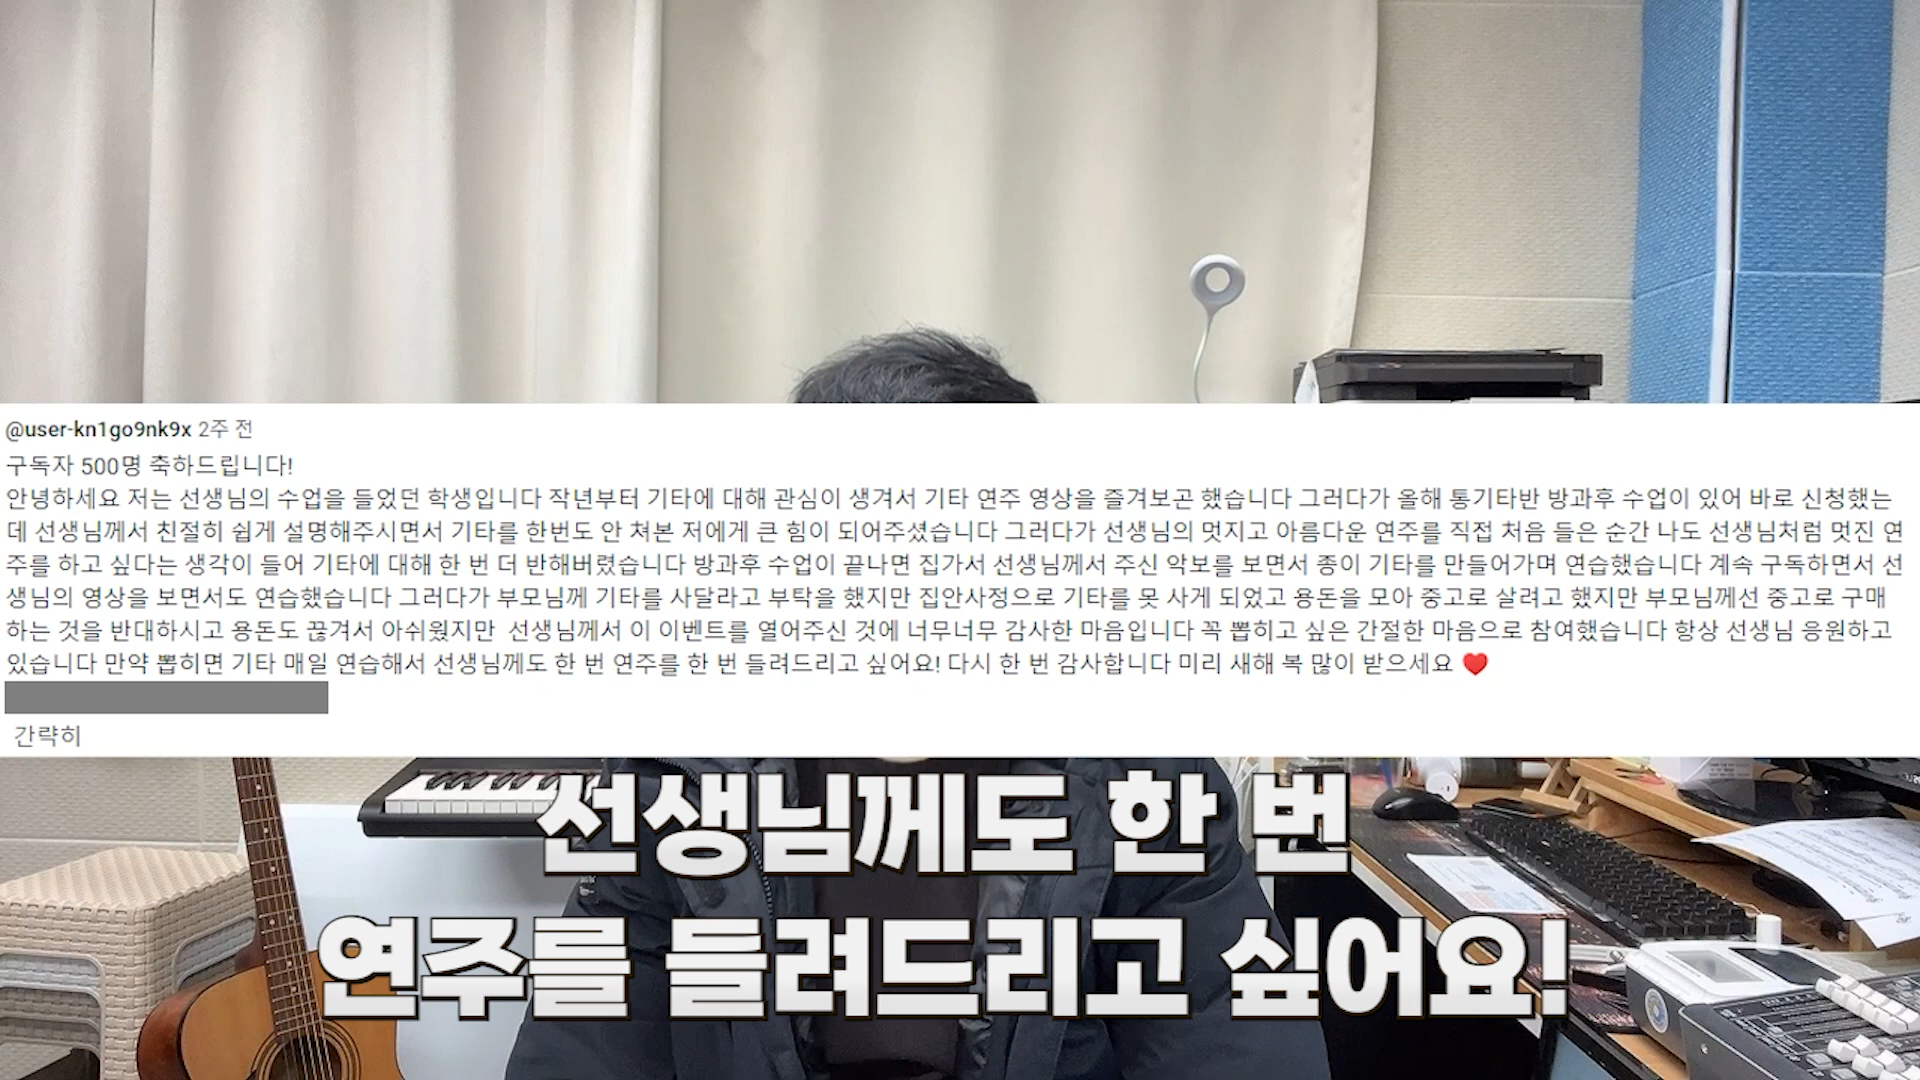 @user-kn1go9nk9x 2주 전
구독자 500명 축하드립니다!
안녕하세요 저는 선생님의 수업을 들었던 학생입니다 작년부터 기타에 대해 관심이 생겨서 기타 연주 영상을 즐겨보곤 했습니다 그러다가 올해 통기타반 방과후 수업이 있어 바로 신청했는
데 선생님께서 친절히 쉽게 설명해주시면서 기타를 한번도 안 쳐본 저에게 큰 힘이 되어주셨습니다 그러다가 선생님의 멋지고 아름다운 연주를 직접 처음 들은 순간 나도 선생님처럼 멋진 연
주를 하고 싶다는 생각이 들어 기타에 대해 한 번 더 반해버렸습니다 방과후 수업이 끝나면 집가서 선생님께서 주신 악보를 보면서 종이 기타를 만들어가며 연습했습니다 계속 구독하면서 선
생님의 영상을 보면서도 연습했습니다 그러다가 부모님께 기타를 사달라고 부탁을 했지만 집안사정으로 기타를 못 사게 되었고 용돈을 모아 중고로 살려고 했지만 부모님께선 중고로 구매
하는 것을 반대하시고 용돈도 끊겨서 아쉬웠지만 선생님께서 이 이벤트를 열어주신 것에 너무너무 감사한 마음입니다 꼭 뽑히고 싶은 간절한 마음으로 참여했습니다 항상 선생님 응원하고
있습니다 만약 뽑히면 기타 매일 연습해서 선생님께도 한 번 연주를 한 번 들려드리고 싶어요! 다시 한 번 감사합니다 미리 새해 복 많이 받으세요 ♥
간략히
선생님께도 한 번
연주를 들려드리고 싶어요!